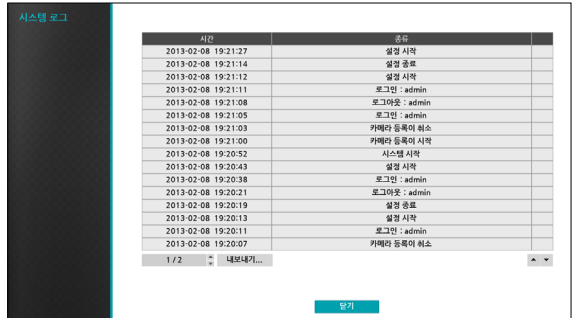 시스템 로그
시간 종류
2013-02-08 19:21:27 설정 시작
2013-02-08 19:21:14 설정 종료
2013-02-08 19:21:12 설정 시작
2013-02-08 19:21:11 로그인 : admin
2013-02-08 19:21:08 로그아웃 : admin
2013-02-08 19:21:05 로그인 : admin
2013-02-08 19:21:03 카메라 등록이 취소
2013-02-08 19:21:00 카메라 등록이 시작
2013-02-08 19:20:52 시스템 시작
2013-02-08 19:20:43 설정 시작
2013-02-08 19:20:38 로그인 : admin
2013-02-08 19:20:21 로그아웃 : admin
2013-02-08 19:20:19 설정 종료
2013-02-08 19:20:13 설정 시작
2013-02-08 19:20:11 로그인 : admin
2013-02-08 19:20:07 카메라 등록이 취소
1 / 2 내보내기...
닫기